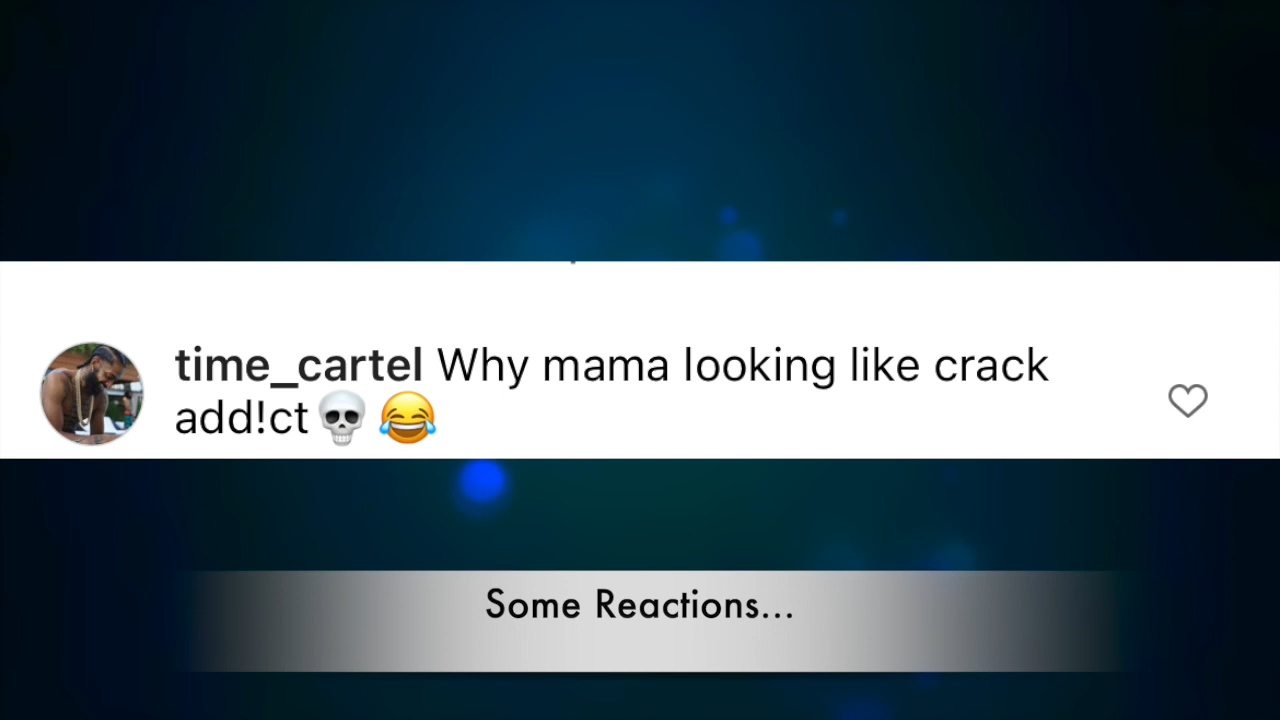 time_cartel Why mama looking like crack
add!ct💀😂
Some Reactions...